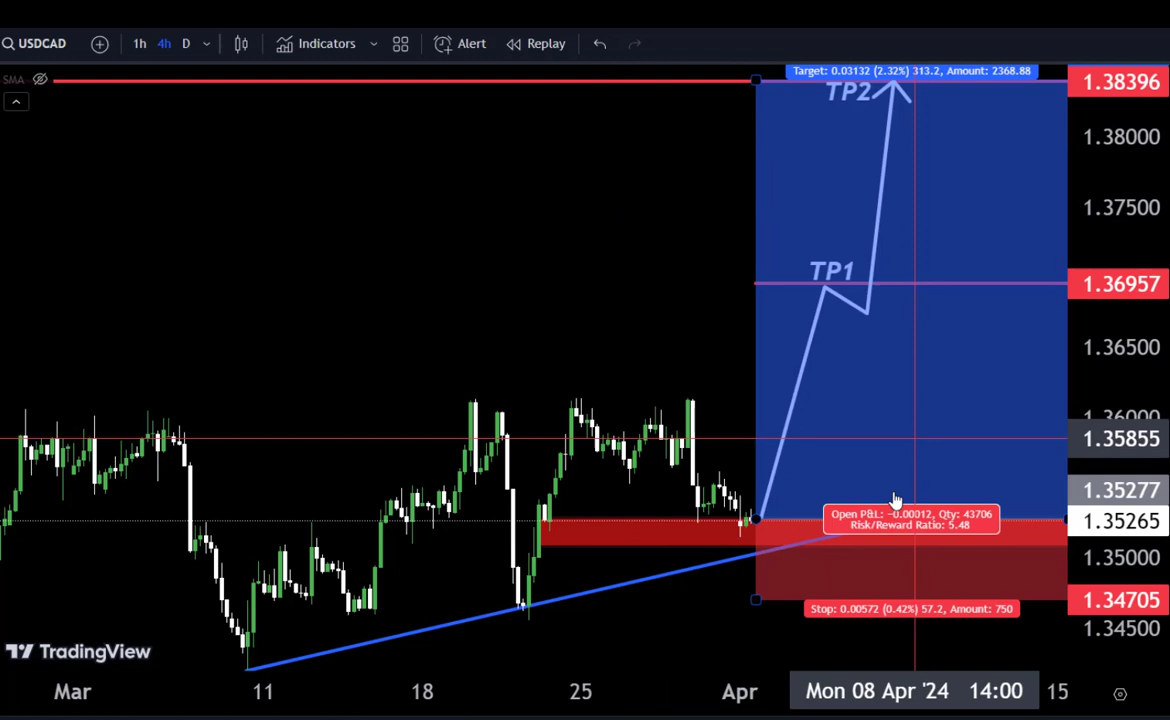 USDCAD
1h 4h D
Indicators
Alert
Replay
SMA
Target: 0.03132 (2.32%) 313.2, Amount: 2368.88
TP2
TP1
1.38396
1.38000
1.37500
1.36957
1.36500
1.36000
1.35855
1.35277
1.35265
1.35000
1.34705
1.34500
Open P&L: −0.00012, Qty: 43706
Risk/Reward Ratio: 5.48
Stop: 0.00572 (0.42%) 57.2, Amount: 750
TradingView
Mar 11 18 25 Apr Mon 08 Apr '24 14:00 15